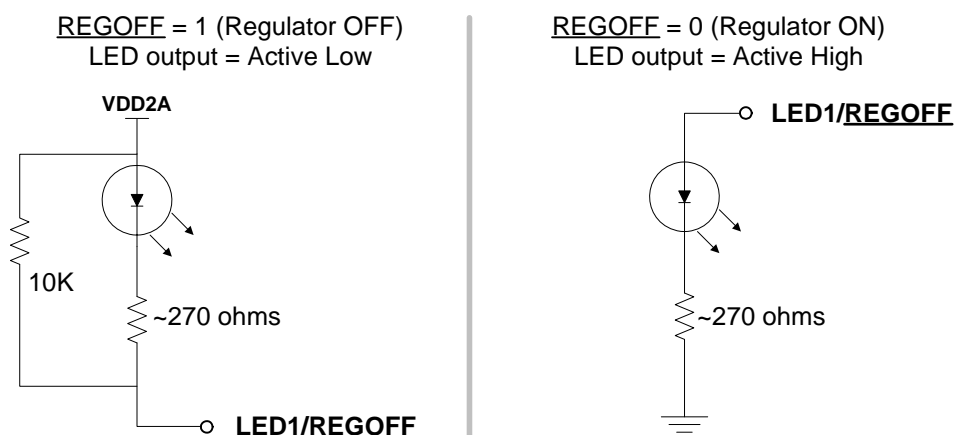 REGOFF = 1 (Regulator OFF)
LED output = Active Low
VDD2A
10K
~270 ohms
LED1/REGOFF
REGOFF = 0 (Regulator ON)
LED output = Active High
LED1/REGOFF
~270 ohms